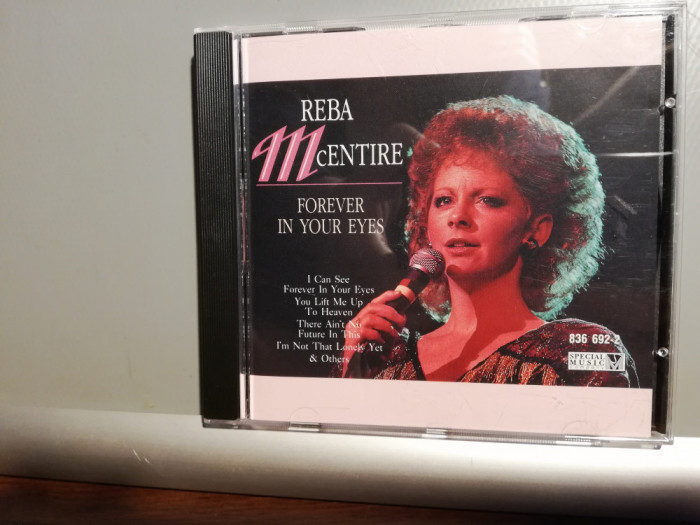 REBA
McENTIRE
FOREVER
IN YOUR EYES
I Can See
Forever In Your Eyes
You Lift Me Up
To Heaven
There Ain't No
Future In This
I'm Not That Lonely Yet
& Others
836 692-2
SPECIAL
MUSIC